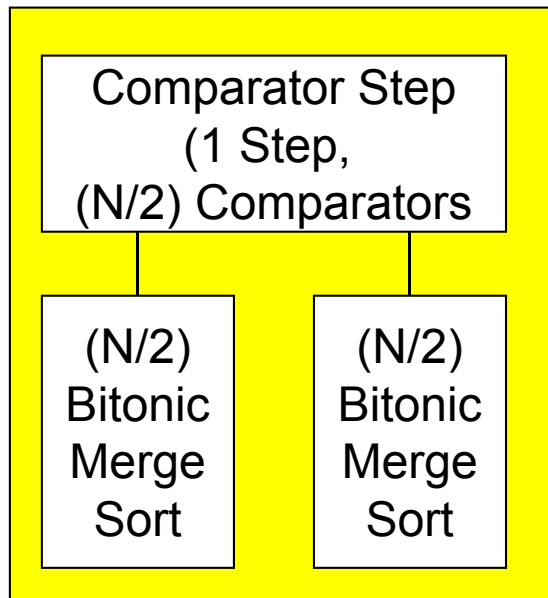 Comparator Step
(1 Step,
(N/2) Comparators
(N/2)
Bitonic
Merge
Sort
(N/2)
Bitonic
Merge
Sort